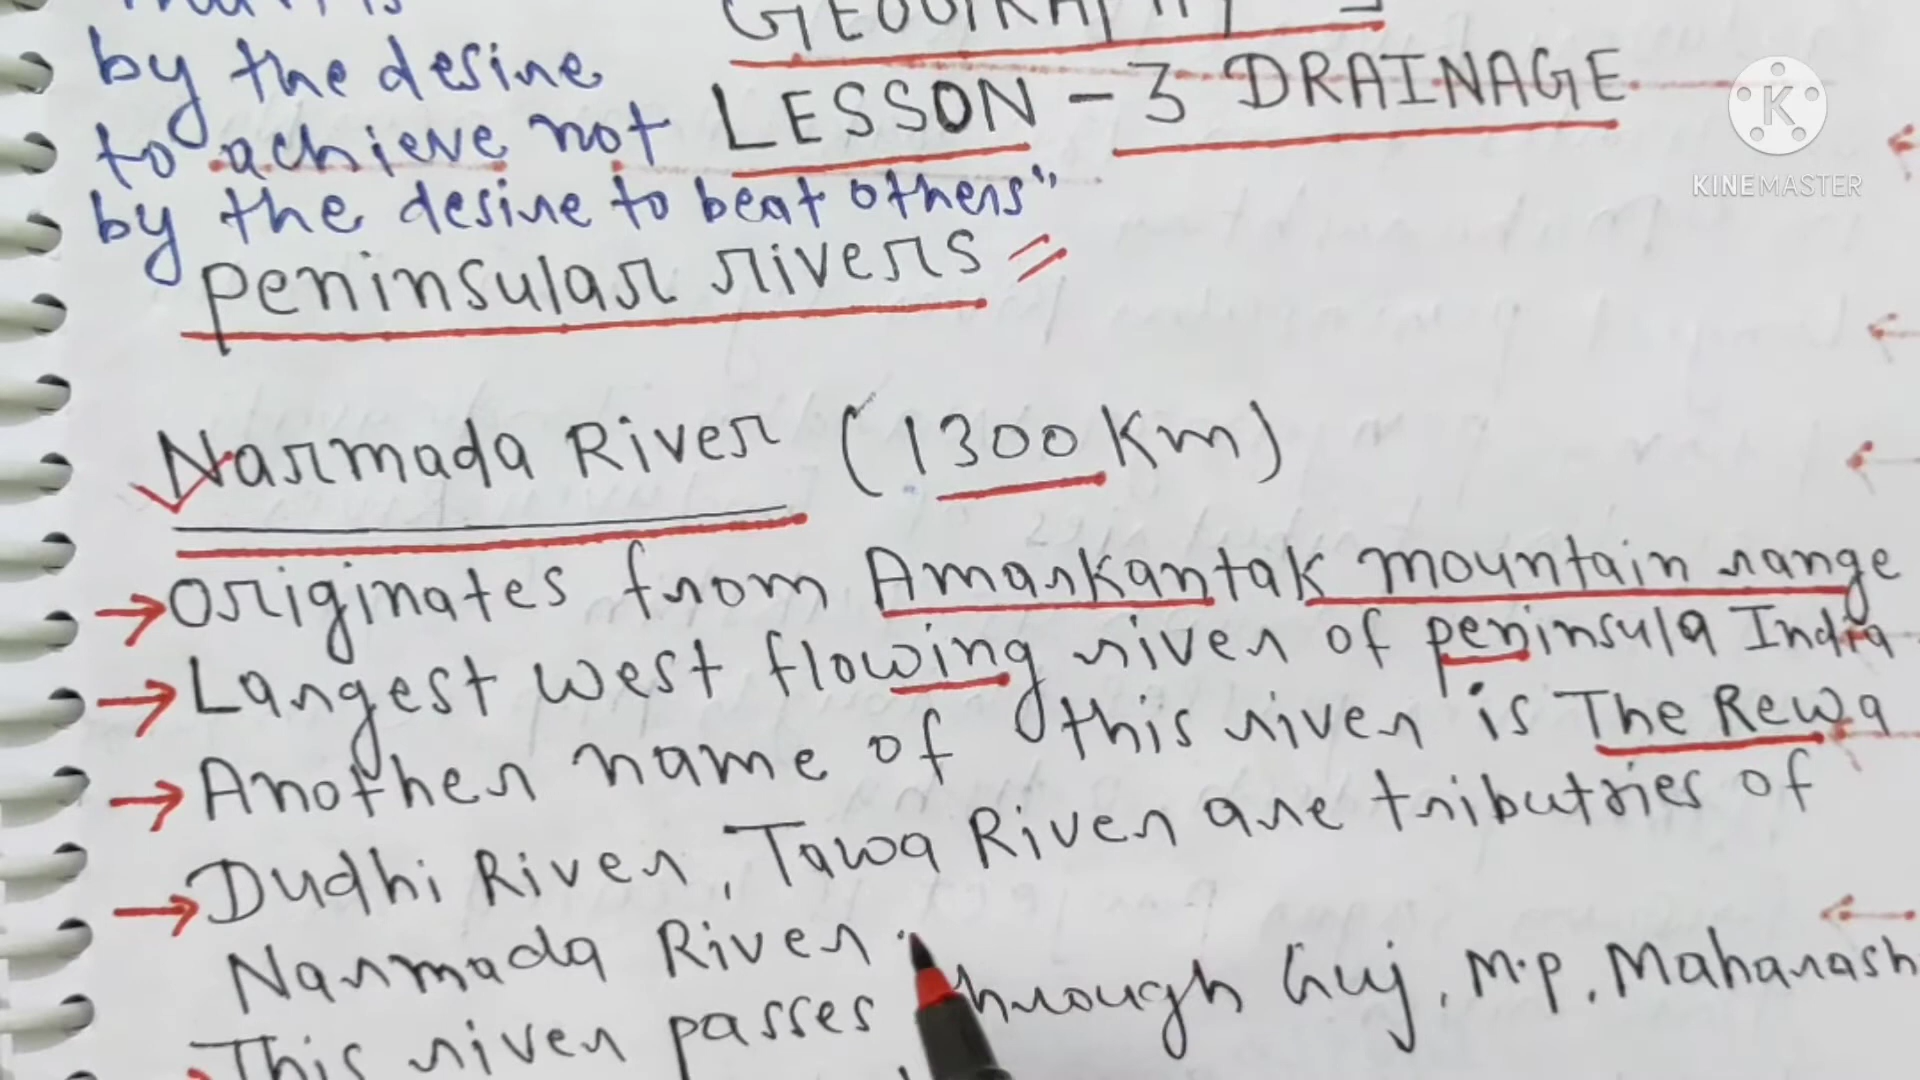 GEOGRAPHY
by the desire
LESSON - 3 DRAINAGE
to achieve not
by the desire to beat others"
Peninsular rivers
Narmada River (1300 Km)
Originates from Amarkantak mountain range
Largest west flowing river of peninsula India
Another name of this river is The Rewa
Dudhi River, Tawa River are tributries of
Narmada River.
This river passes through Guj, M.P, Maharash
K
KINEMASTER